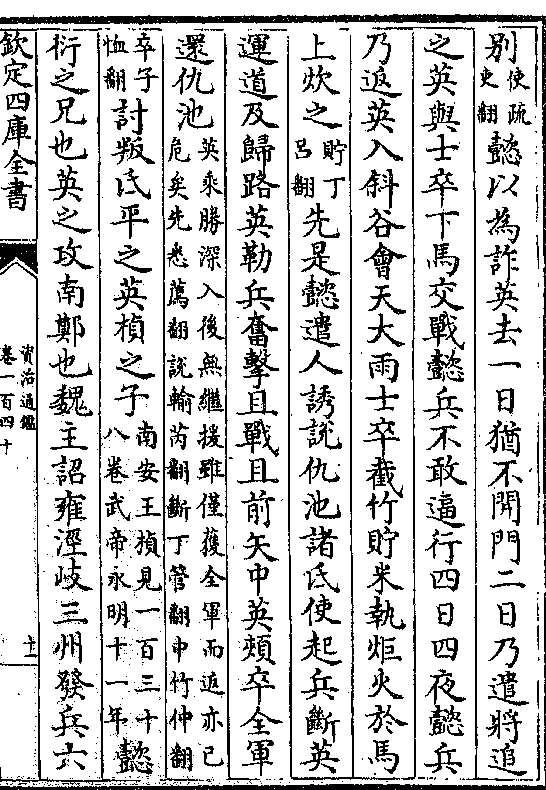 别使疏吏翻懿以為詐英去一日猶不開門二日乃遣將追
之英與士卒下馬交戰懿兵不敢逼行四日四夜懿兵
乃返英入斜谷會天大雨士卒截竹貯米執炬火於馬
上炊之貯丁吕翻先是懿遣人誘說仇池諸氐使起兵斷英
運道及歸路英勒兵奮擊且戰且前矢中英頰卒全軍
還仇池英乘勝深入後無繼援雖僅獲全軍而返亦已危矣先悉薦翻說輸芮翻斷丁管翻中竹仲翻
卒子恤翻討叛氐平之英楨之子南安王楨見一百三十八卷武帝永明十一年懿
衍之兄也英之攻南鄭也魏主詔雍涇岐三州發兵六
欽定四庫全書
資治通鑑
卷一百四十